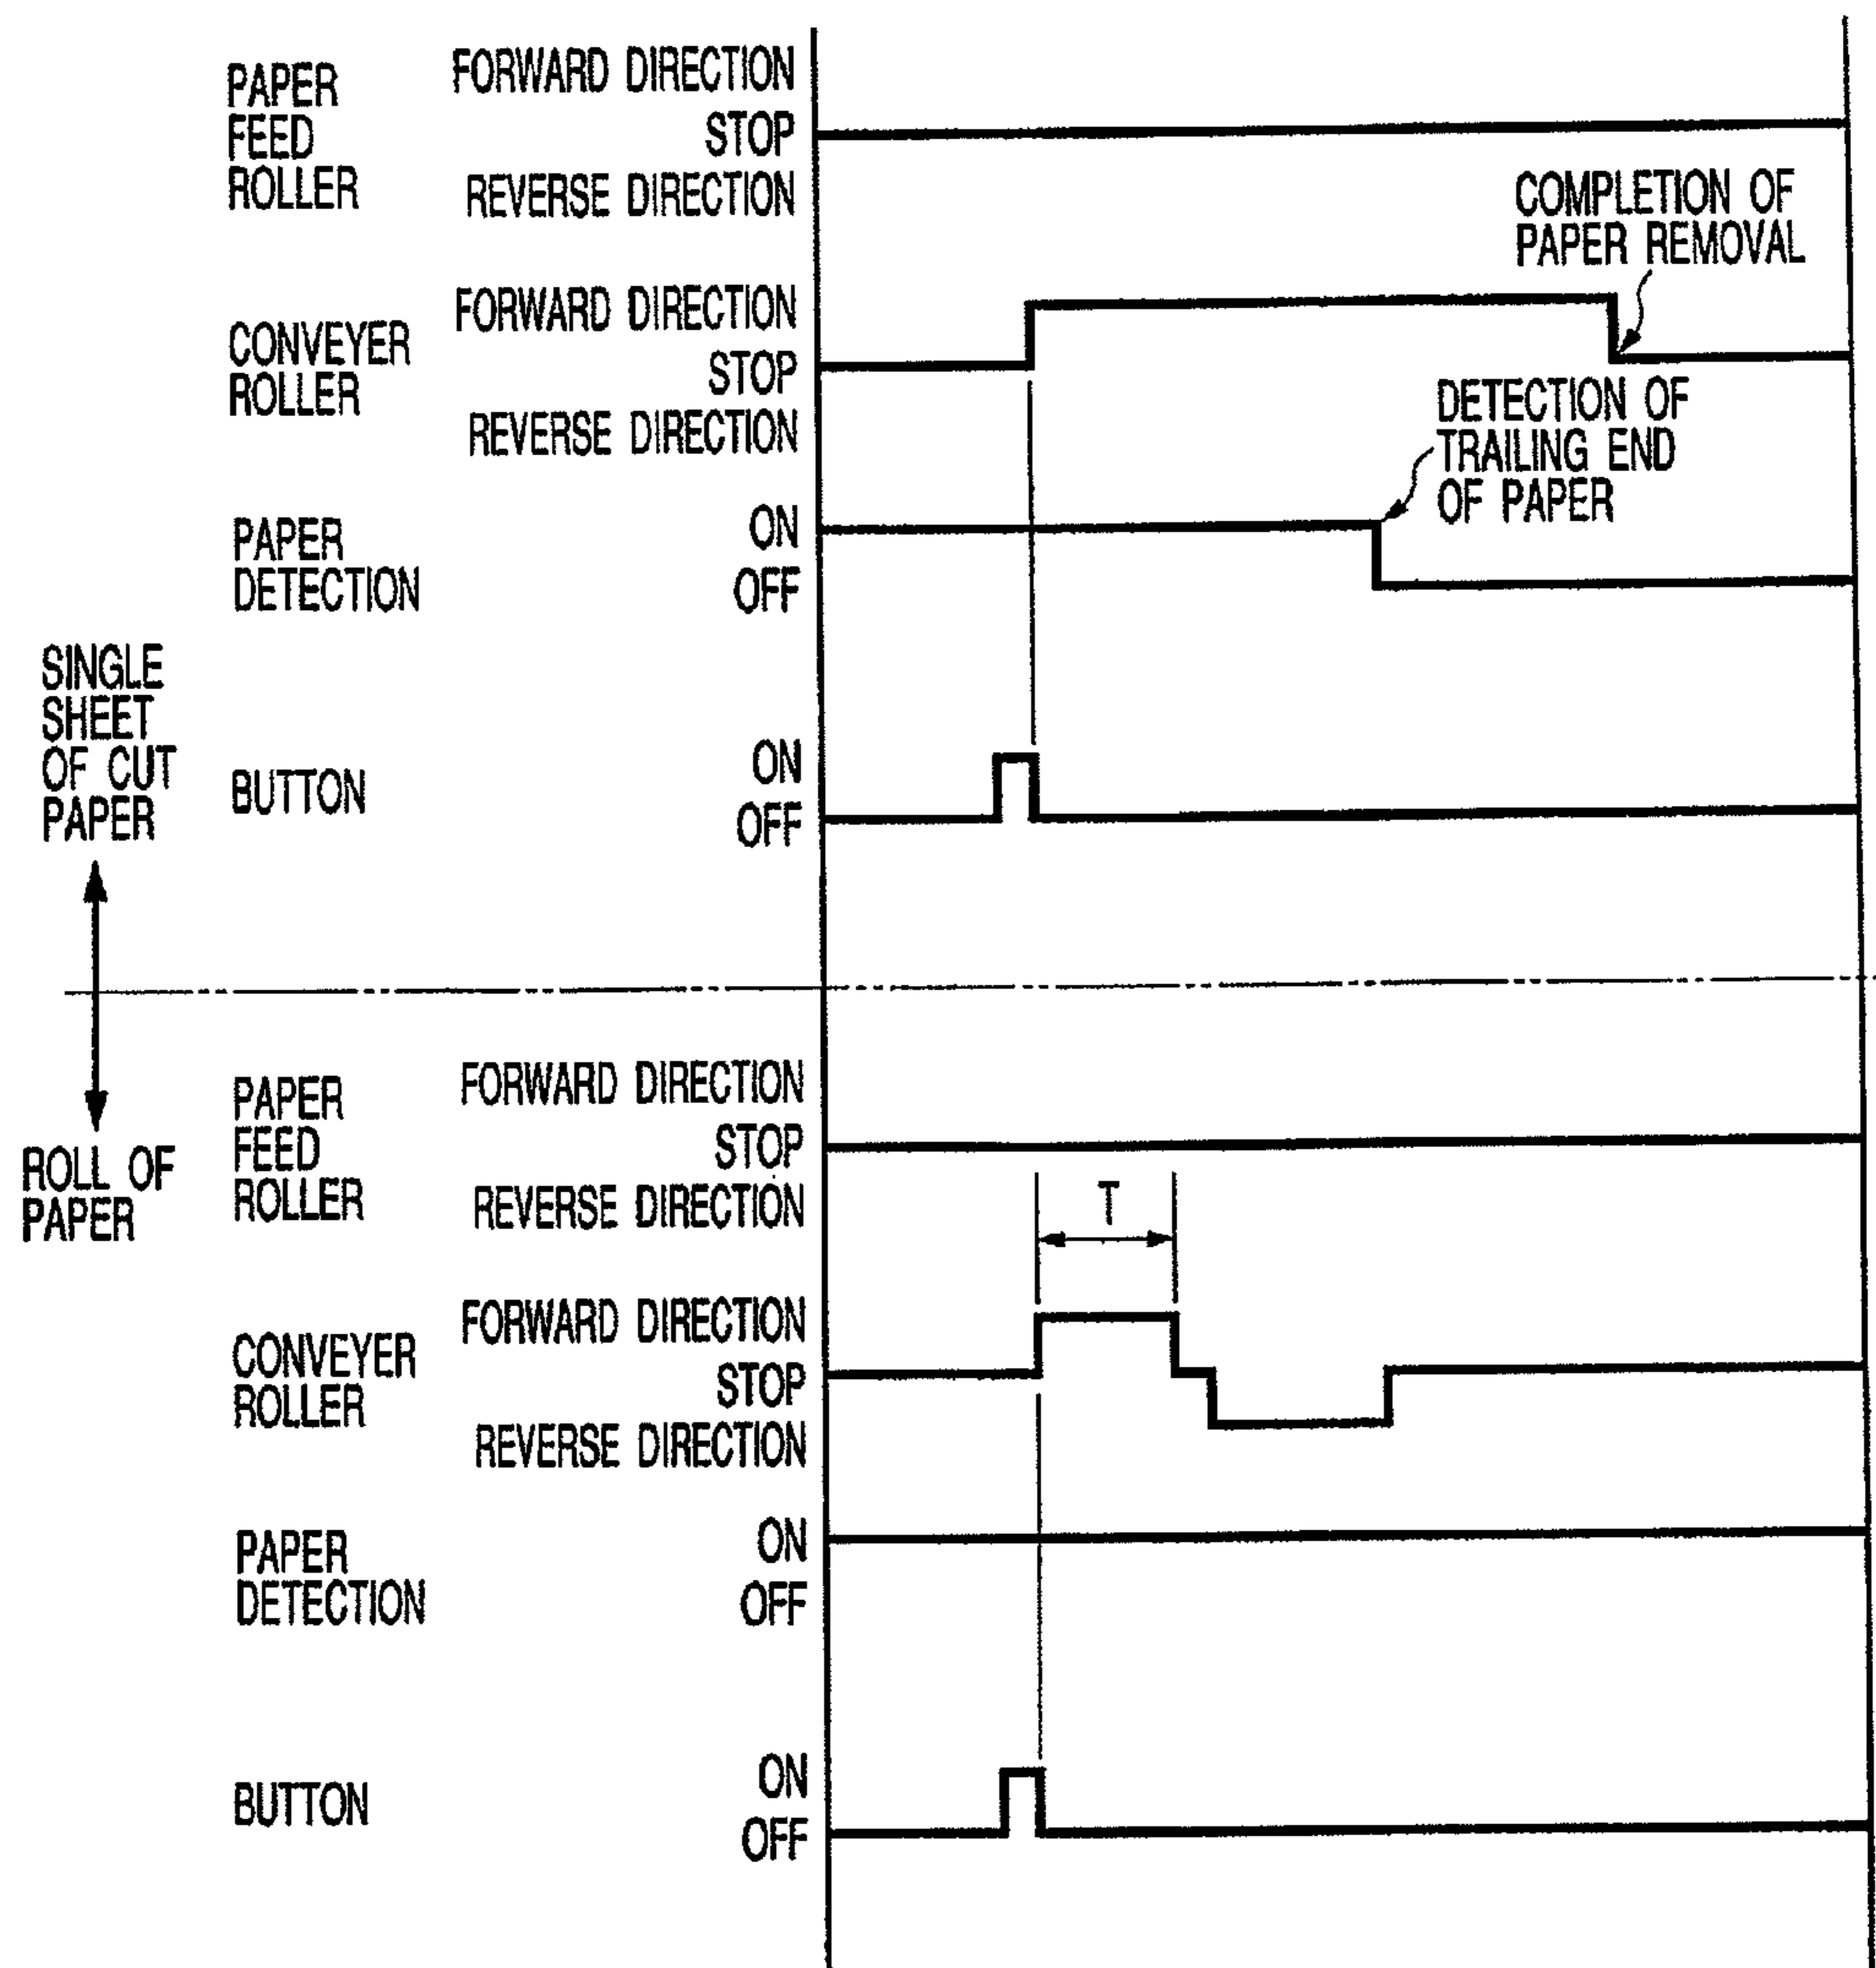 PAPER
FEED
ROLLER
FORWARD DIRECTION
STOP
REVERSE DIRECTION
COMPLETION OF
PAPER REMOVAL
CONVEYER
ROLLER
FORWARD DIRECTION
STOP
REVERSE DIRECTION
DETECTION OF
TRAILING END
OF PAPER
PAPER
DETECTION
ON
OFF
SINGLE
SHEET
OF CUT
PAPER
BUTTON
ON
OFF
ROLL OF
PAPER
PAPER
FEED
ROLLER
FORWARD DIRECTION
STOP
REVERSE DIRECTION
T
CONVEYER
ROLLER
FORWARD DIRECTION
STOP
REVERSE DIRECTION
PAPER
DETECTION
ON
OFF
BUTTON
ON
OFF